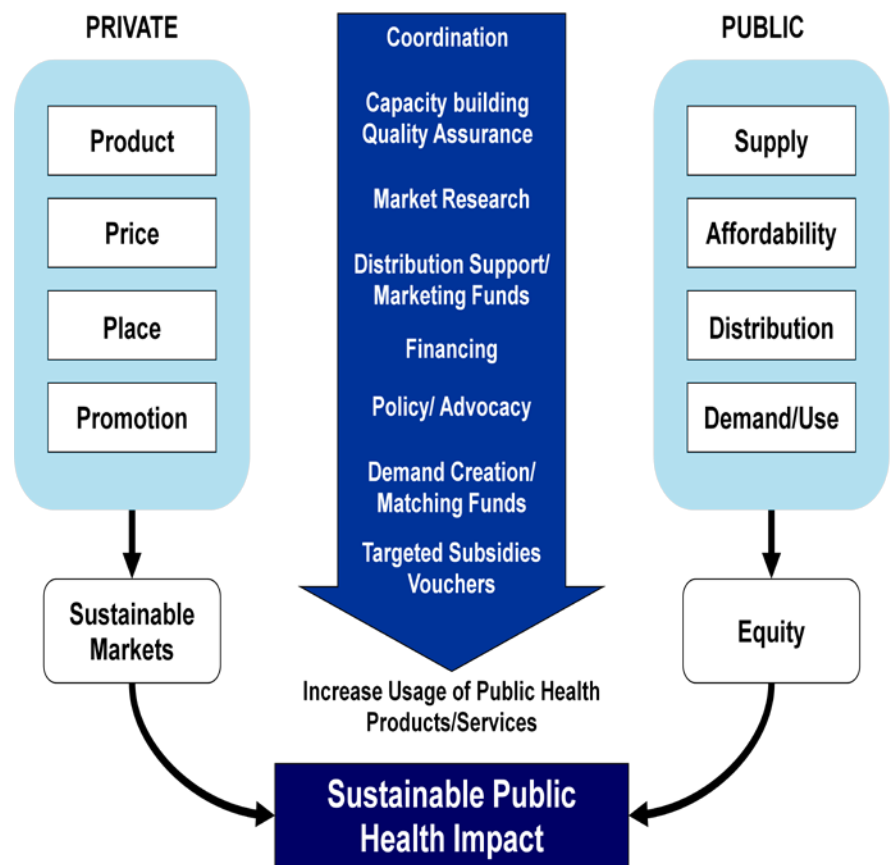 PRIVATE
Product
Price
Place
Promotion
Sustainable
Markets
Coordination
Capacity building
Quality Assurance
Market Research
Distribution Support/
Marketing Funds
Financing
Policy/ Advocacy
Demand Creation/
Matching Funds
Targeted Subsidies
Vouchers
Increase Usage of Public Health
Products/Services
PUBLIC
Supply
Affordability
Distribution
Demand/Use
Equity
Sustainable Public
Health Impact